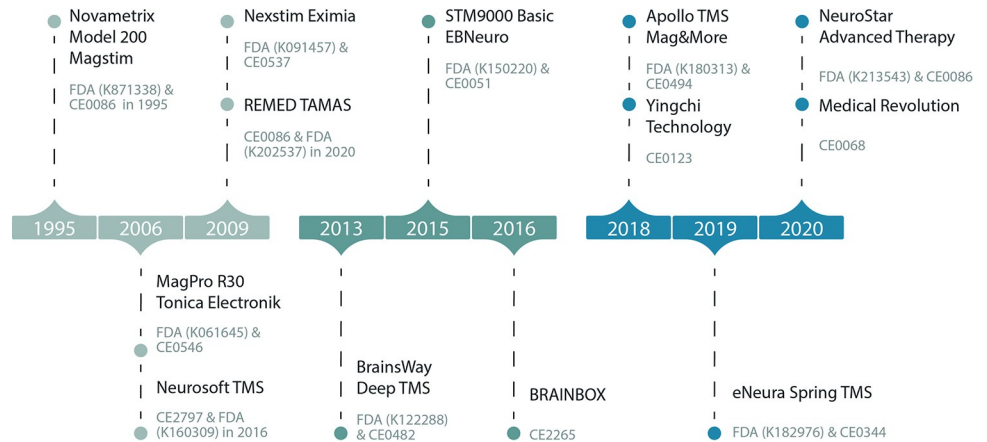 Novametrix
Model 200
Magstim
FDA (K871338) &
CE0086 in 1995
Nexstim Eximia
FDA (K091457) &
CE0537
REMED TAMAS
CE0086 & FDA
(K202537) in 2020
STM9000 Basic
EBNeuro
FDA (K150220) &
CE0051
Apollo TMS
Mag&More
FDA (K180313) &
CE0494
Yingchi
Technology
CE0123
NeuroStar
Advanced Therapy
FDA (K213543) & CE0086
Medical Revolution
CE0068
1995
2006
2009
2013
2015
2016
2018
2019
2020
MagPro R30
Tonica Electronik
FDA (K061645) &
CE0546
Neurosoft TMS
CE2797 & FDA
(K160309) in 2016
BrainsWay
Deep TMS
FDA (K122288)
& CE0482
BRAINBOX
CE2265
eNeura Spring TMS
FDA (K182976) & CE0344